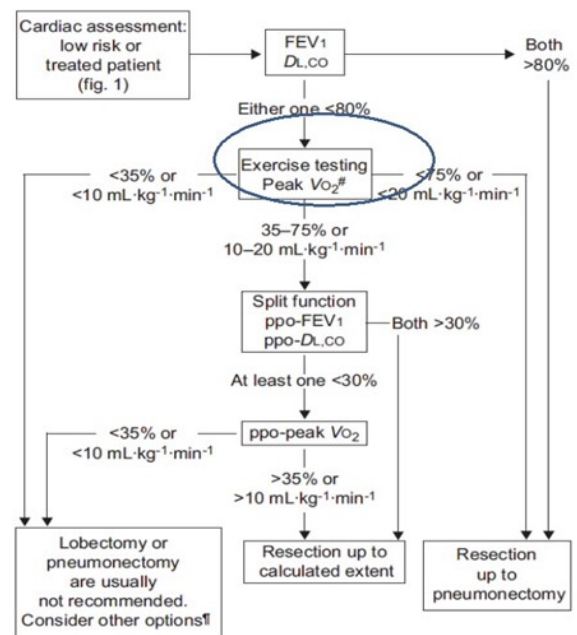 Cardiac assessment:
low risk or
treated patient
(fig. 1)
FEV1
DL,CO
Both
>80%
Either one <80%
Exercise testing
Peak VO2#
<35% or
<10 mL·kg-1·min-1
<75% or
<20 mL·kg-1·min-1
35–75% or
10–20 mL·kg-1·min-1
Split function
ppo-FEV1
ppo-DL,CO
Both >30%
At least one <30%
<35% or
<10 mL·kg-1·min-1
ppo-peak VO2
>35% or
>10 mL·kg-1·min-1
Lobectomy or
pneumonectomy
are usually
not recommended.
Consider other options¶
Resection up to
calculated extent
Resection
up to
pneumonectomy